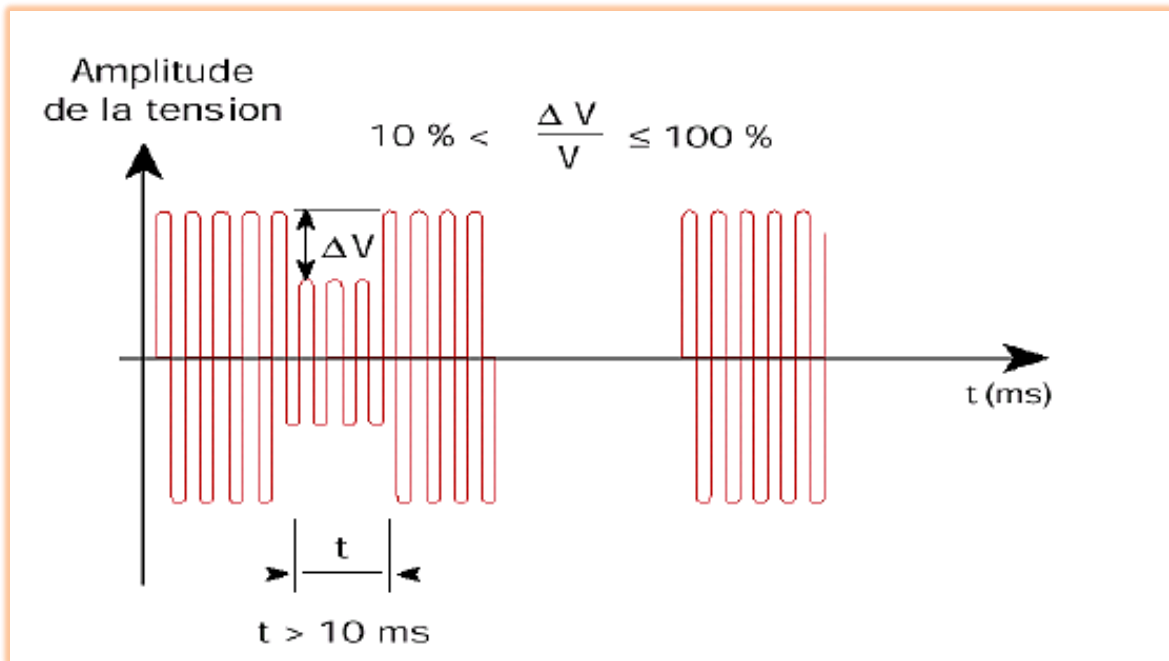 Amplitude
de la tension
10 % < ΔV/V ≤ 100 %
ΔV
t (ms)
t
t > 10 ms